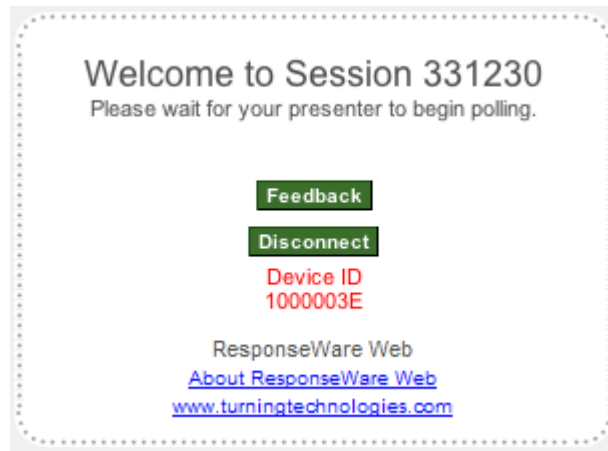 Welcome to Session 331230
Please wait for your presenter to begin polling.
Feedback
Disconnect
Device ID
1000003E
ResponseWare Web
About ResponseWare Web
www.turningtechnologies.com